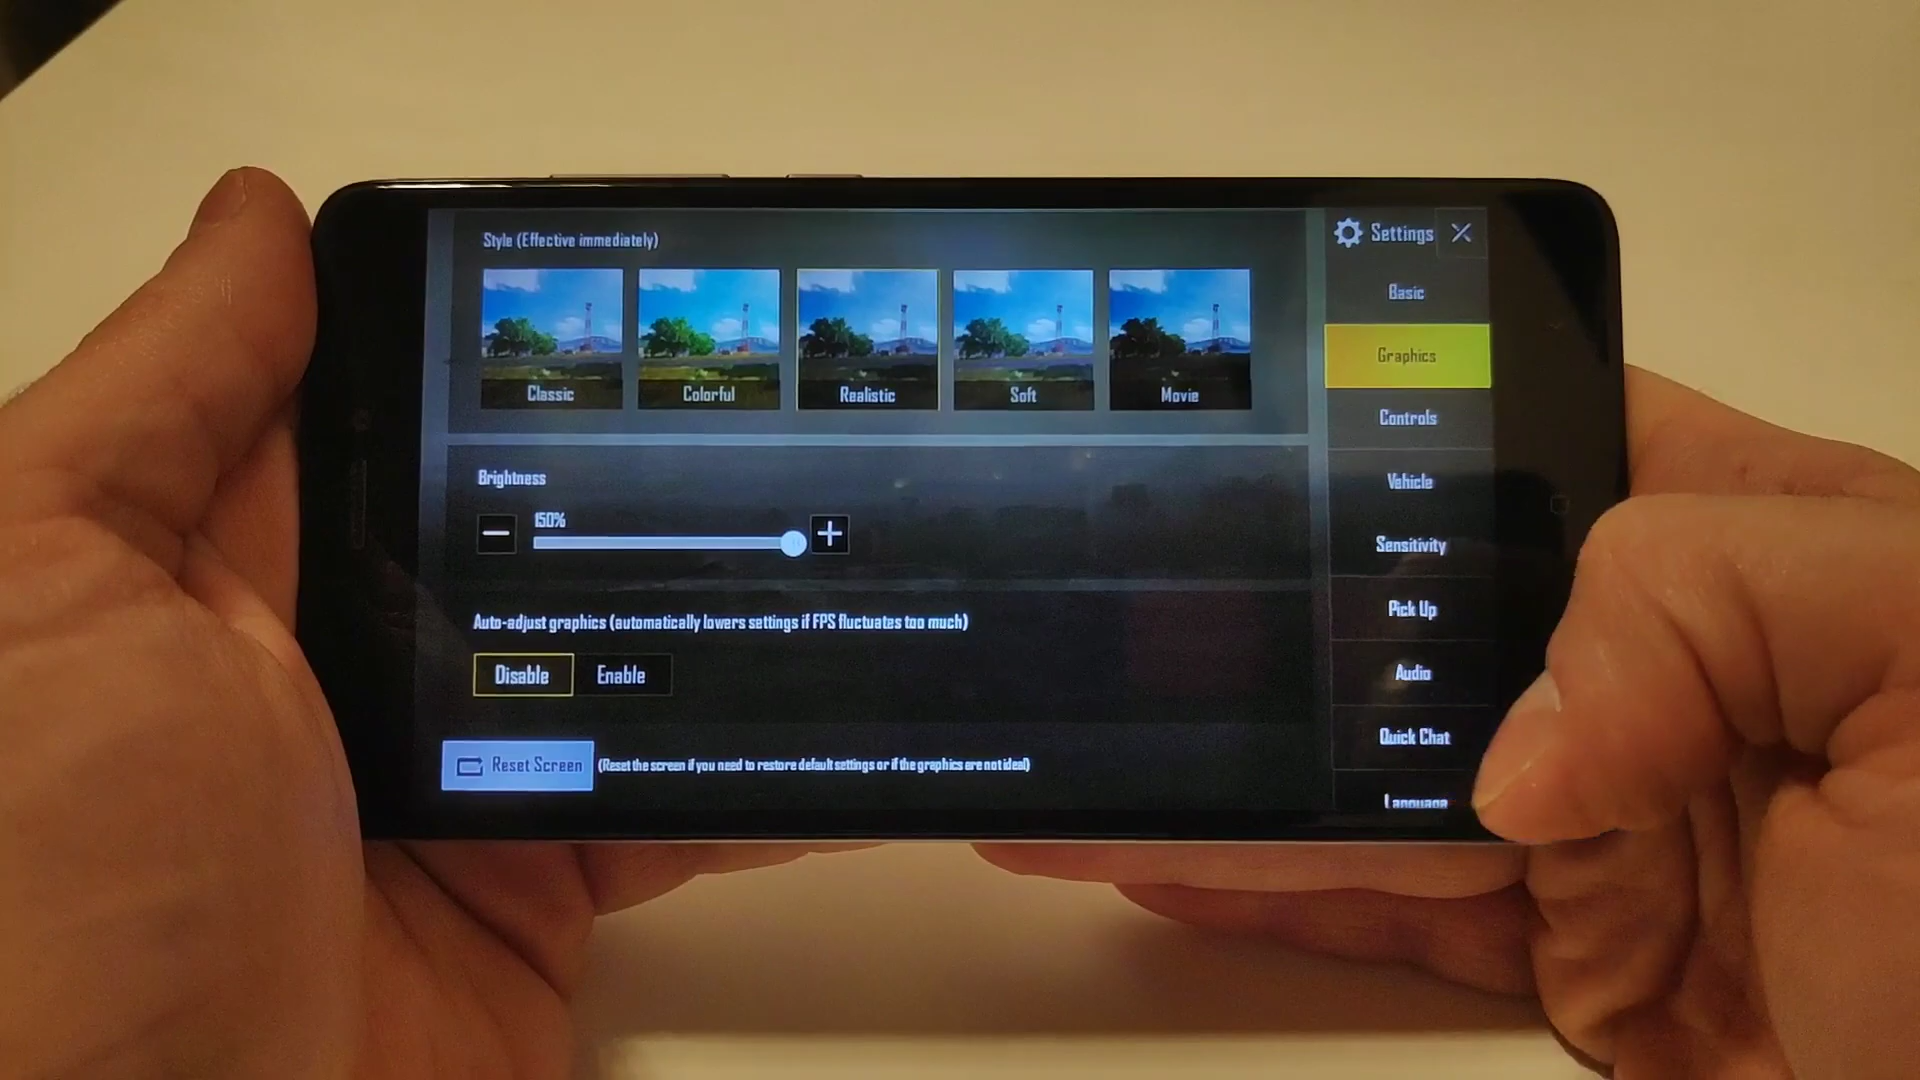 Style (Effective immediately)
Classic
Colorful
Realistic
Soft
Movie
Brightness
150%
Auto-adjust graphics (automatically lowers settings if FPS fluctuates too much)
Disable
Enable
Reset Screen
(Reset the screen if you need to restore default settings or if the graphics are not ideal)
Settings
Basic
Graphics
Controls
Vehicle
Sensitivity
Pick Up
Audio
Quick Chat
Language